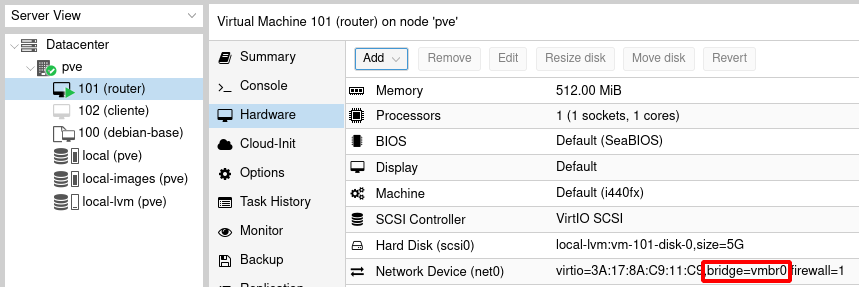 Server View
Virtual Machine 101 (router) on node 'pve'
Datacenter
pve
101 (router)
102 (cliente)
100 (debian-base)
local (pve)
local-images (pve)
local-lvm (pve)
Summary
Console
Hardware
Cloud-Init
Options
Task History
Monitor
Backup
Replication
Add Remove Edit Resize disk Move disk Revert
Memory 512.00 MiB
Processors 1 (1 sockets, 1 cores)
BIOS Default (SeaBIOS)
Display Default
Machine Default (i440fx)
SCSI Controller VirtIO SCSI
Hard Disk (scsi0) local-lvm:vm-101-disk-0,size=5G
Network Device (net0) virtio=3A:17:8A:C9:11:C9,bridge=vmbr0,firewall=1